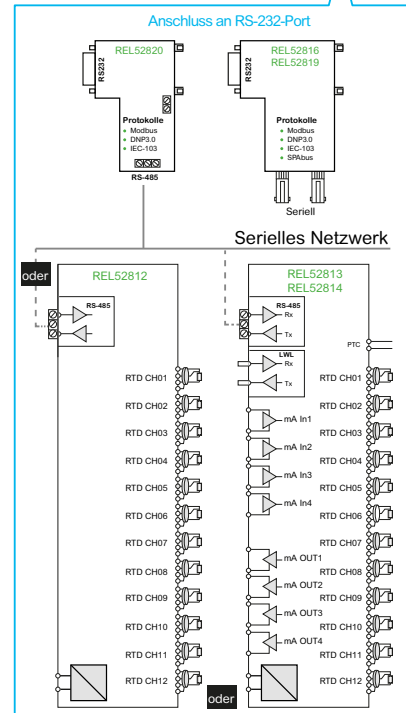 Anschluss an RS-232-Port
REL52820
RS232
Protokolle
• Modbus
• DNP3.0
• IEC-103
RS-485
REL52816
REL52819
RS232
Protokolle
• Modbus
• DNP3.0
• IEC-103
• SPAbus
Seriell
Serielles Netzwerk
oder
REL52812
RS-485
RTD CH01
RTD CH02
RTD CH03
RTD CH04
RTD CH05
RTD CH06
RTD CH07
RTD CH08
RTD CH09
RTD CH10
RTD CH11
RTD CH12
oder
REL52813
REL52814
RS-485
Rx
Tx
LWL
Rx
Tx
mA In1
mA In2
mA In3
mA In4
mA OUT1
mA OUT2
mA OUT3
mA OUT4
PTC
RTD CH01
RTD CH02
RTD CH03
RTD CH04
RTD CH05
RTD CH06
RTD CH07
RTD CH08
RTD CH09
RTD CH10
RTD CH11
RTD CH12